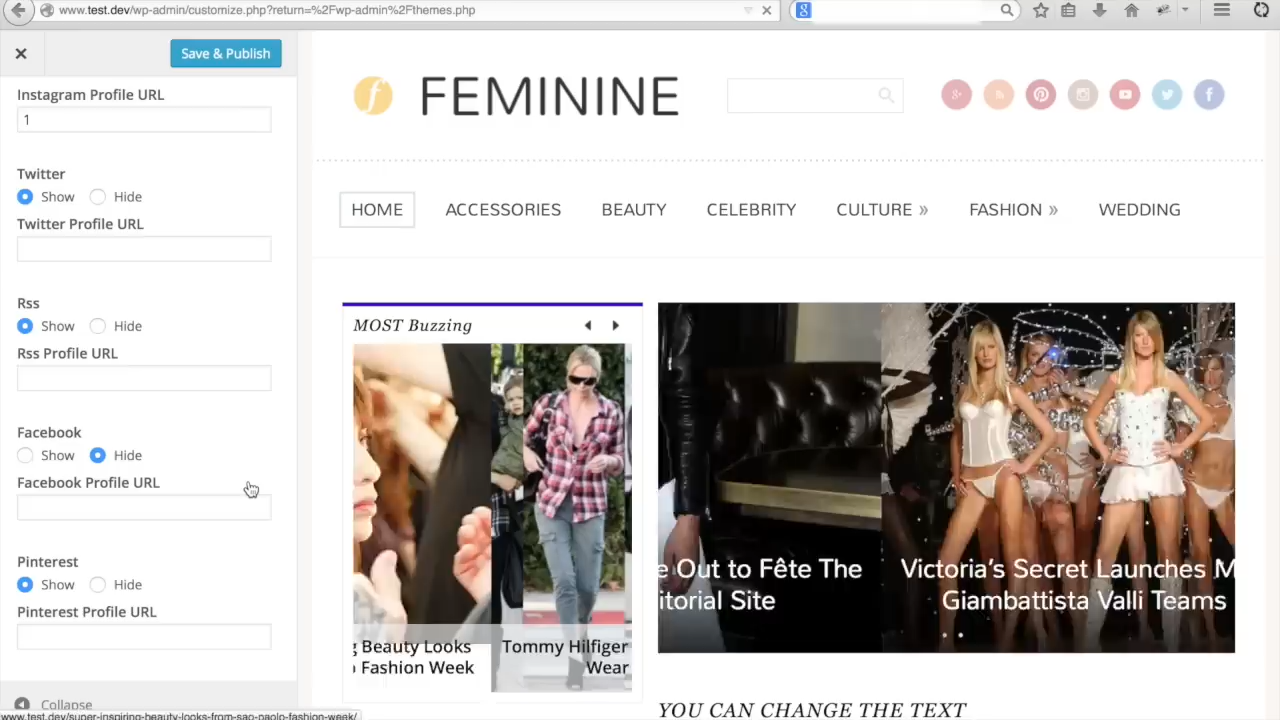 www.test.dev/wp-admin/customize.php?return=%2Fwp-admin%2Fthemes.php
Save & Publish
Instagram Profile URL
1
Twitter
Show Hide
Twitter Profile URL
Rss
Show Hide
Rss Profile URL
Facebook
Show Hide
Facebook Profile URL
Pinterest
Show Hide
Pinterest Profile URL
Collapse
www.test.dev/super-inspiring-beauty-looks-from-sao-paolo-fashion-week/
f FEMININE
HOME ACCESSORIES BEAUTY CELEBRITY CULTURE » FASHION » WEDDING
MOST Buzzing
g Beauty Looks
Fashion Week
Tommy Hilfiger
Wear
e Out to Fête The
itorial Site
Victoria's Secret Launches M
Giambattista Valli Teams
YOU CAN CHANGE THE TEXT